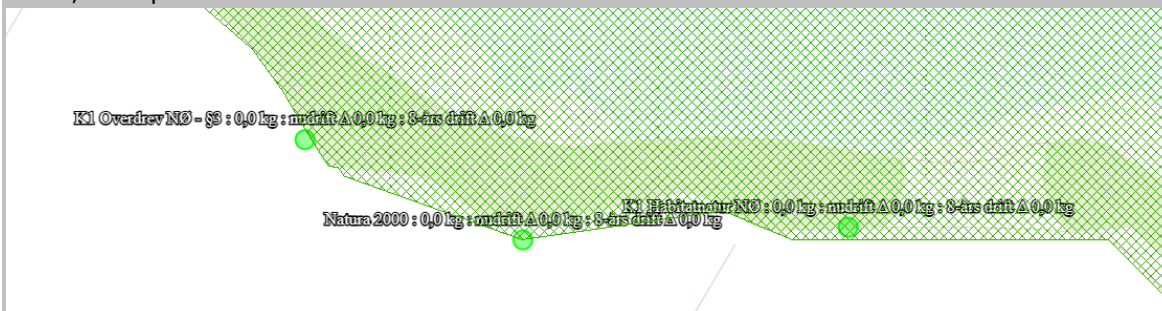 K1 Overdrev NØ - §3 : 0,0 kg : nudrift Δ 0,0 kg : 8-års drift Δ 0,0 kg
K1 Habitatnatur NØ : 0,0 kg : nudrift Δ 0,0 kg : 8-års drift Δ 0,0 kg
Natura 2000 : 0,0 kg : nudrift Δ 0,0 kg : 8-års drift Δ 0,0 kg